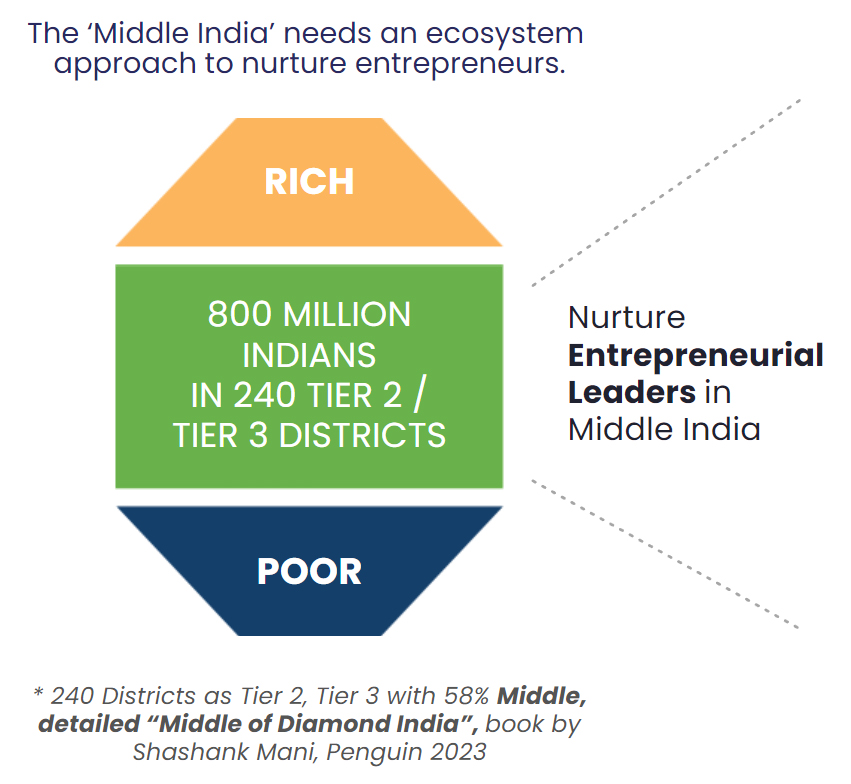 The ‘Middle India’ needs an ecosystem
approach to nurture entrepreneurs.
RICH
800 MILLION
INDIANS
IN 240 TIER 2 /
TIER 3 DISTRICTS
Nurture
Entrepreneurial
Leaders in
Middle India
POOR
* 240 Districts as Tier 2, Tier 3 with 58% Middle,
detailed “Middle of Diamond India”, book by
Shashank Mani, Penguin 2023